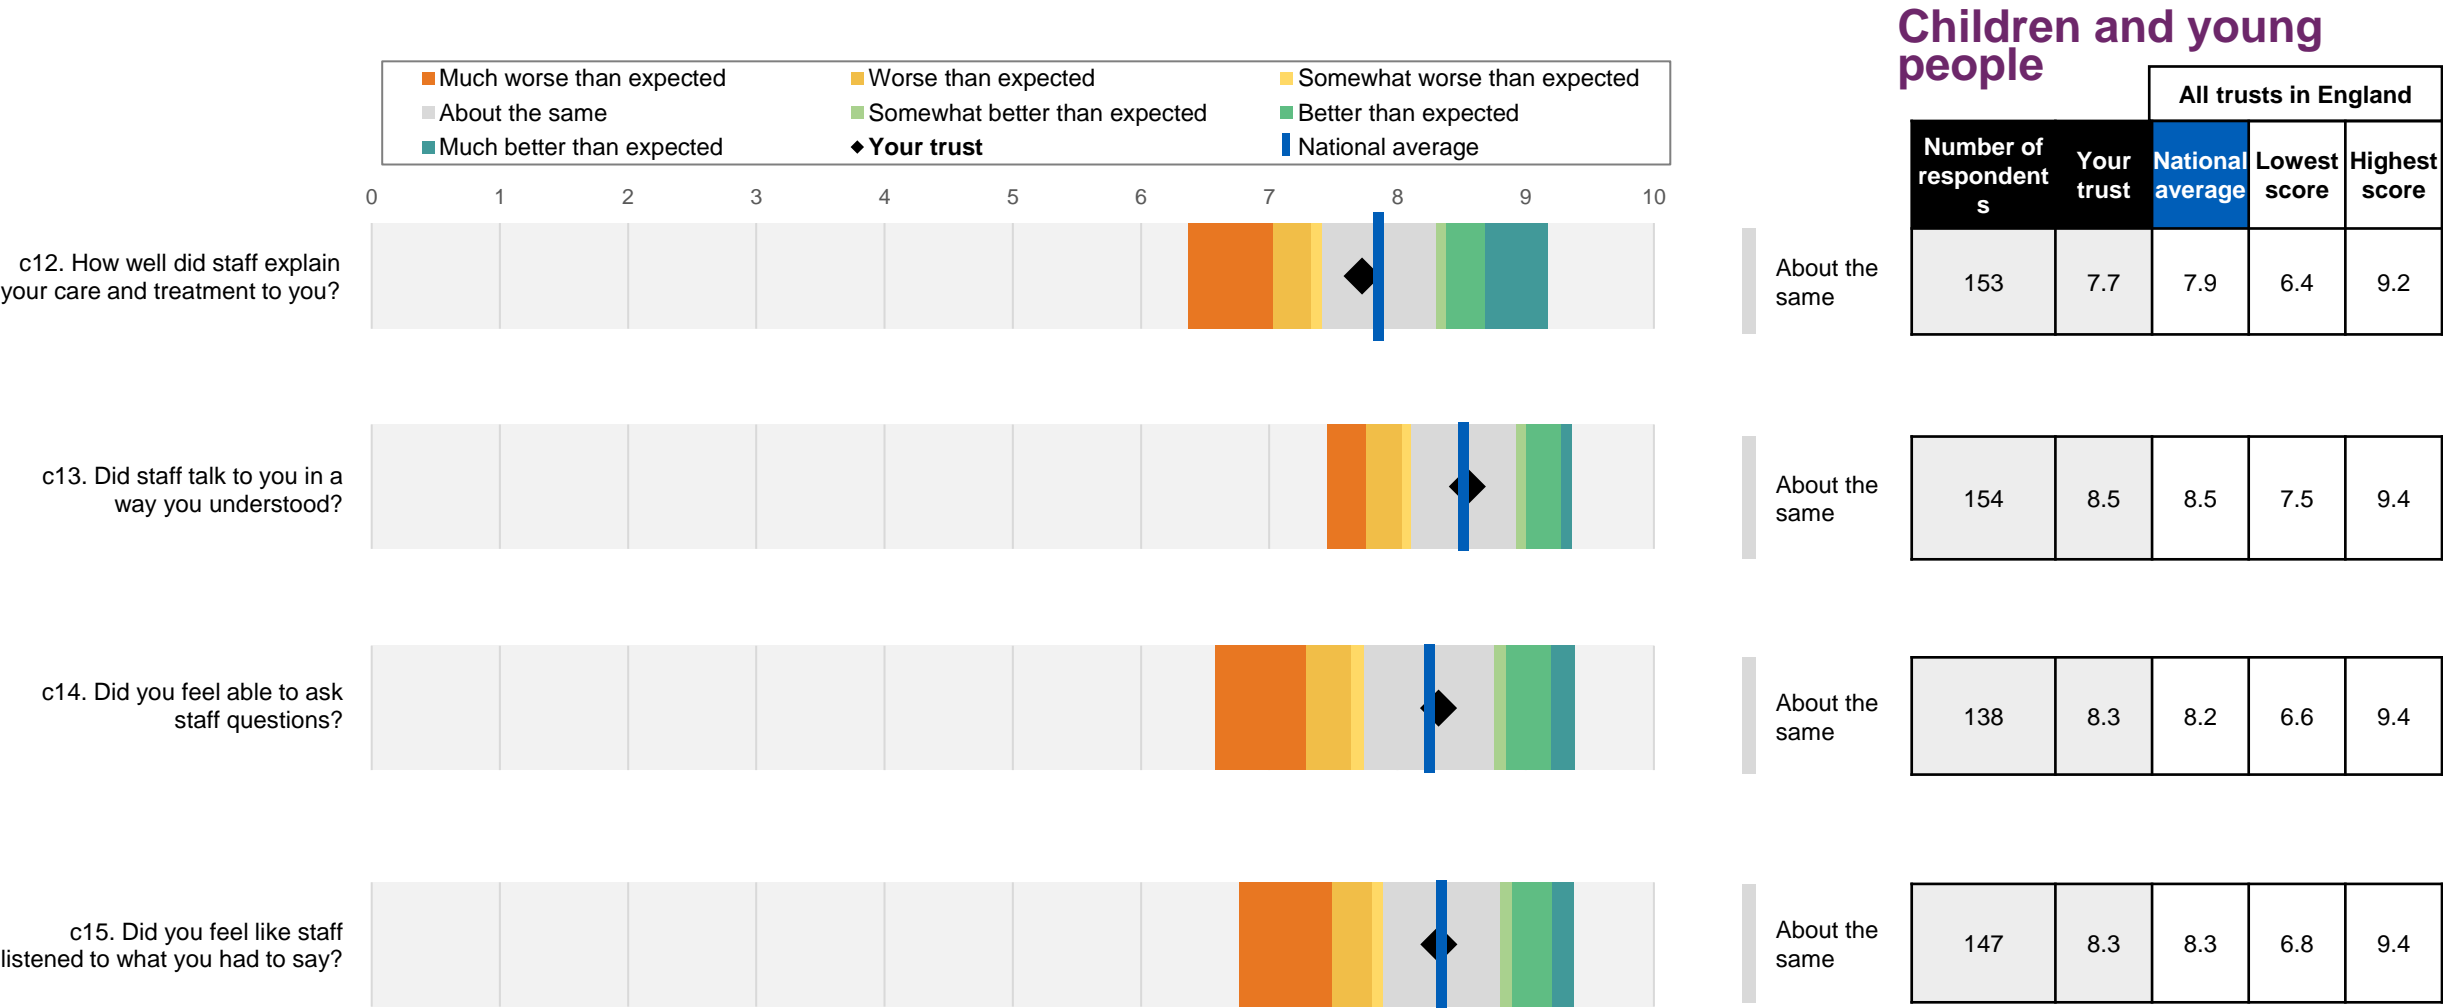 Children and young
people
Much worse than expected
Worse than expected
Somewhat worse than expected
About the same
Somewhat better than expected
Better than expected
Much better than expected
Your trust
National average
All trusts in England
Number of
respondent
s
Your
trust
National
average
Lowest
score
Highest
score
0 1 2 3 4 5 6 7 8 9 10
c12. How well did staff explain
your care and treatment to you?
About the
same
153 7.7 7.9 6.4 9.2
c13. Did staff talk to you in a
way you understood?
About the
same
154 8.5 8.5 7.5 9.4
c14. Did you feel able to ask
staff questions?
About the
same
138 8.3 8.2 6.6 9.4
c15. Did you feel like staff
listened to what you had to say?
About the
same
147 8.3 8.3 6.8 9.4